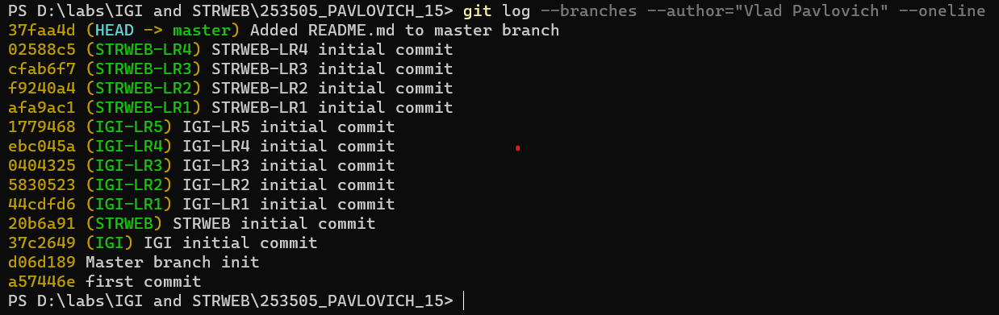 PS D:\labs\IGI and STRWEB\253505_PAVLOVICH_15> git log --branches --author="Vlad Pavlovich" --oneline
37faa4d (HEAD -> master) Added README.md to master branch
02588c5 (STRWEB-LR4) STRWEB-LR4 initial commit
cfab6f7 (STRWEB-LR3) STRWEB-LR3 initial commit
f9240a4 (STRWEB-LR2) STRWEB-LR2 initial commit
afa9ac1 (STRWEB-LR1) STRWEB-LR1 initial commit
1779468 (IGI-LR5) IGI-LR5 initial commit
ebc045a (IGI-LR4) IGI-LR4 initial commit
0404325 (IGI-LR3) IGI-LR3 initial commit
5830523 (IGI-LR2) IGI-LR2 initial commit
44cdfd6 (IGI-LR1) IGI-LR1 initial commit
20b6a91 (STRWEB) STRWEB initial commit
37c2649 (IGI) IGI initial commit
d06d189 Master branch init
a57446e first commit
PS D:\labs\IGI and STRWEB\253505_PAVLOVICH_15>